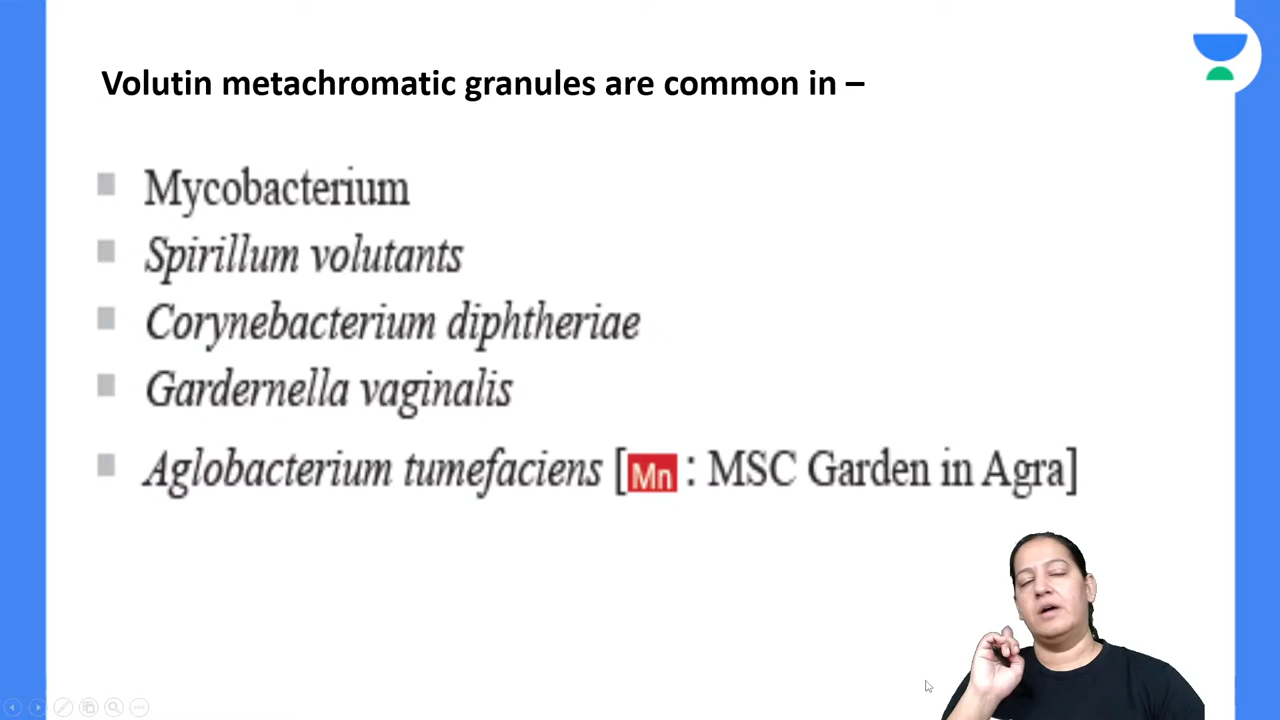 Volutin metachromatic granules are common in –
Mycobacterium
Spirillum volutants
Corynebacterium diphtheriae
Gardernella vaginalis
Aglobacterium tumefaciens [Mn : MSC Garden in Agra]